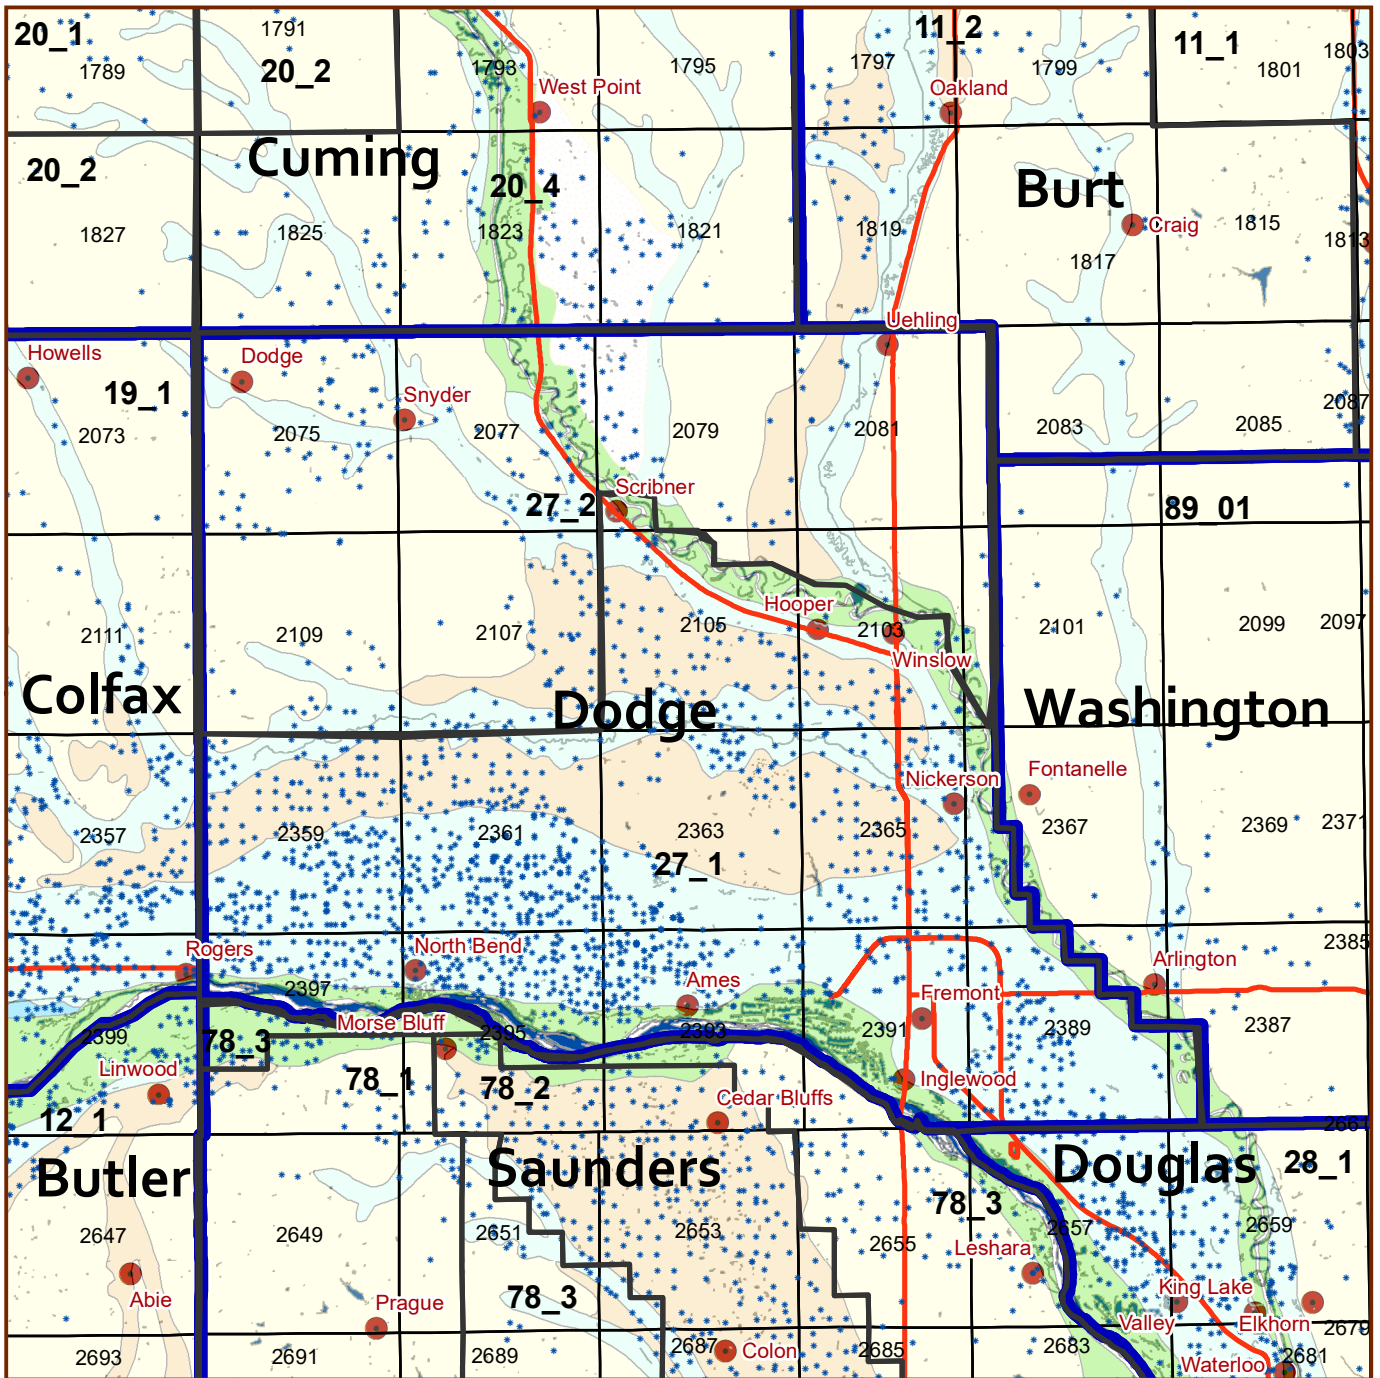 20_1
1791
11_2
11_1
1803
1789
20_2
1793
1795
1797
1799
1801
West Point
Oakland
Cuming
20_2
20_4
Burt
1827
1825
1823
1821
1819
Craig
1815
1813
1817
Uehling
Howells
Dodge
19_1
Snyder
2087
2073
2075
2077
2079
2081
2083
2085
Scribner
27_2
89_01
Hooper
2111
2109
2107
2105
2103
2101
2099
2097
Winslow
Colfax
Dodge
Washington
Nickerson
Fontanelle
2357
2359
2361
2363
2365
2367
2369
2371
27_1
Rogers
North Bend
2385
Arlington
2397
Ames
Fremont
Morse Bluff
2399
78_3
2395
2393
2391
2389
2387
Linwood
78_1
78_2
Inglewood
Cedar Bluffs
12_1
2661
Butler
Saunders
Douglas
28_1
78_3
2647
2649
2651
2653
2655
2657
2659
Leshara
Abie
Prague
78_3
King Lake
Valley
Elkhorn
2679
2693
2691
2689
2687
Colon
2685
2683
Waterloo
2681